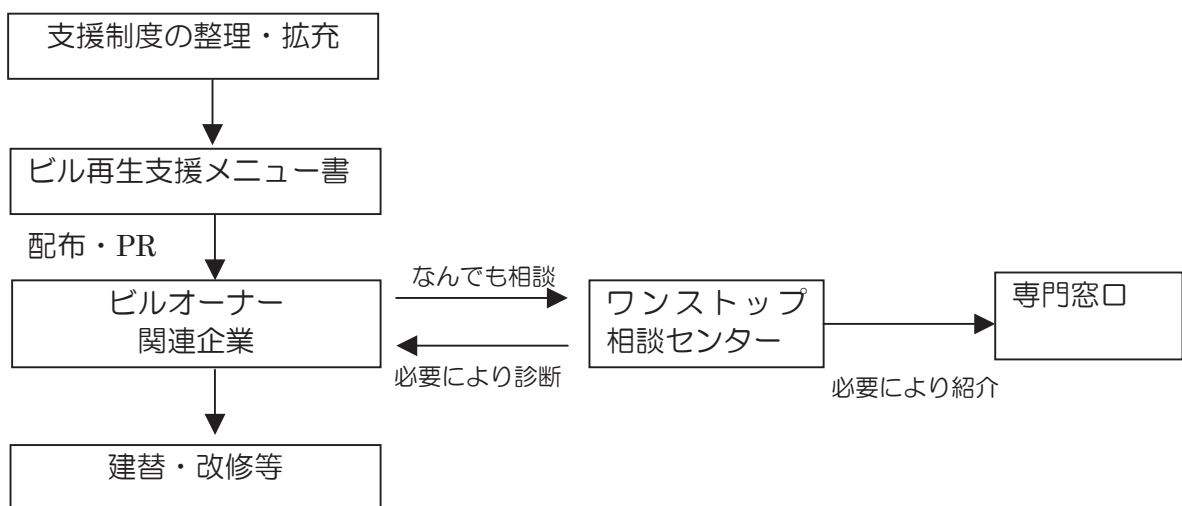 支援制度の整理・拡充
ビル再生支援メニュー書
配布・PR
ビルオーナー
関連企業
なんでも相談
必要により診断
ワンストップ
相談センター
必要により紹介
専門窓口
建替・改修等